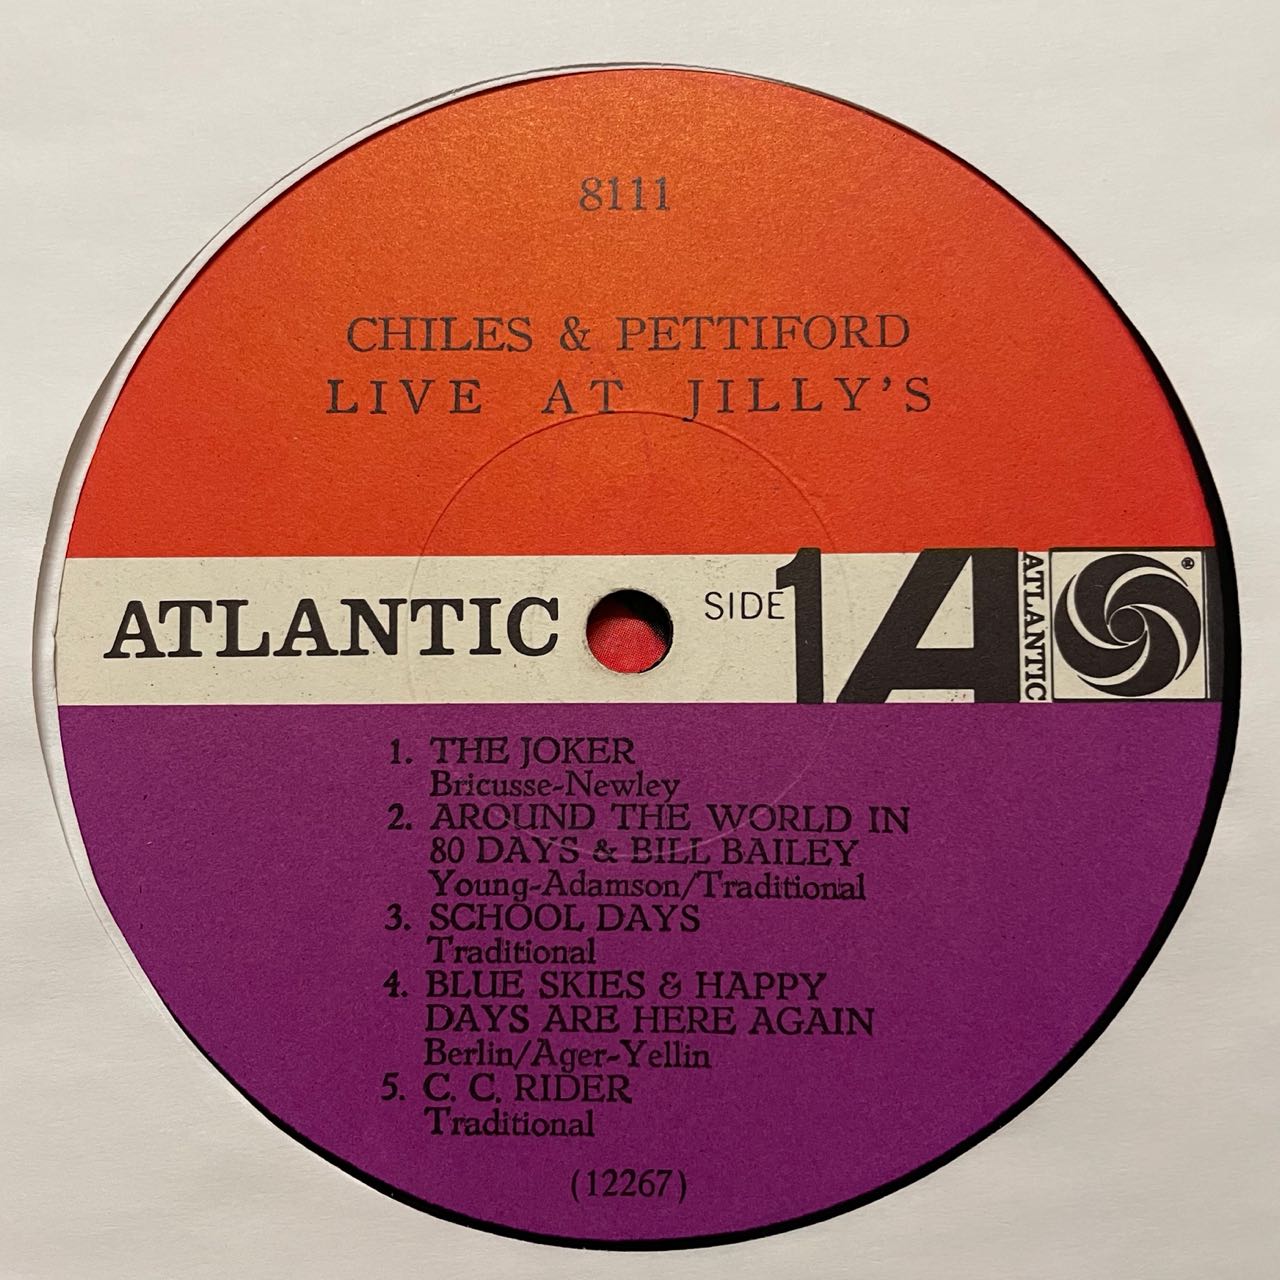 8111
CHILES & PETTIFORD
LIVE AT JILLY'S
ATLANTIC
SIDE 1
A
ATLANTIC
®
1. THE JOKER
Bricusse-Newley
2. AROUND THE WORLD IN
80 DAYS & BILL BAILEY
Young-Adamson/Traditional
3. SCHOOL DAYS
Traditional
4. BLUE SKIES & HAPPY
DAYS ARE HERE AGAIN
Berlin/Ager-Yellin
5. C. C. RIDER
Traditional
(12267)